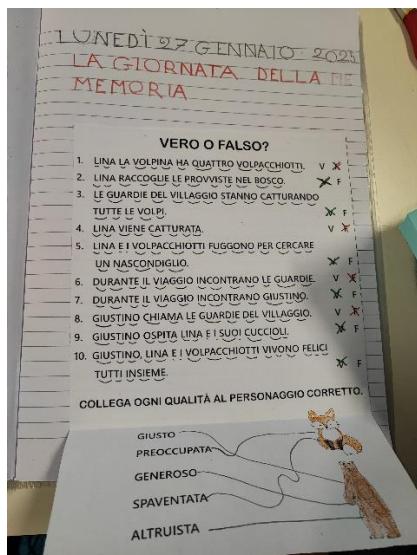 LUNEDÌ 27 GENNAIO 2025
LA GIORNATA DELLA ME
MEMORIA
VERO O FALSO?
1. LINA LA VOLPINA HA QUATTRO VOLPACCHIOTTI. V F
2. LINA RACCOGLIE LE PROVVISTE NEL BOSCO. V F
3. LE GUARDIE DEL VILLAGGIO STANNO CATTURANDO
TUTTE LE VOLPI. V F
4. LINA VIENE CATTURATA. V F
5. LINA E I VOLPACCHIOTTI FUGGONO PER CERCARE
UN NASCONDIGLIO. V F
6. DURANTE IL VIAGGIO INCONTRANO LE GUARDIE. V F
7. DURANTE IL VIAGGIO INCONTRANO GIUSTINO. V F
8. GIUSTINO CHIAMA LE GUARDIE DEL VILLAGGIO. V F
9. GIUSTINO OSPITA LINA E I SUOI CUCCIOLI. V F
10. GIUSTINO, LINA E I VOLPACCHIOTTI VIVONO FELICI
TUTTI INSIEME. V F
COLLEGA OGNI QUALITÀ AL PERSONAGGIO CORRETTO.
GIUSTO
PREOCCUPATA
GENEROSO
SPAVENTATA
ALTRUISTA